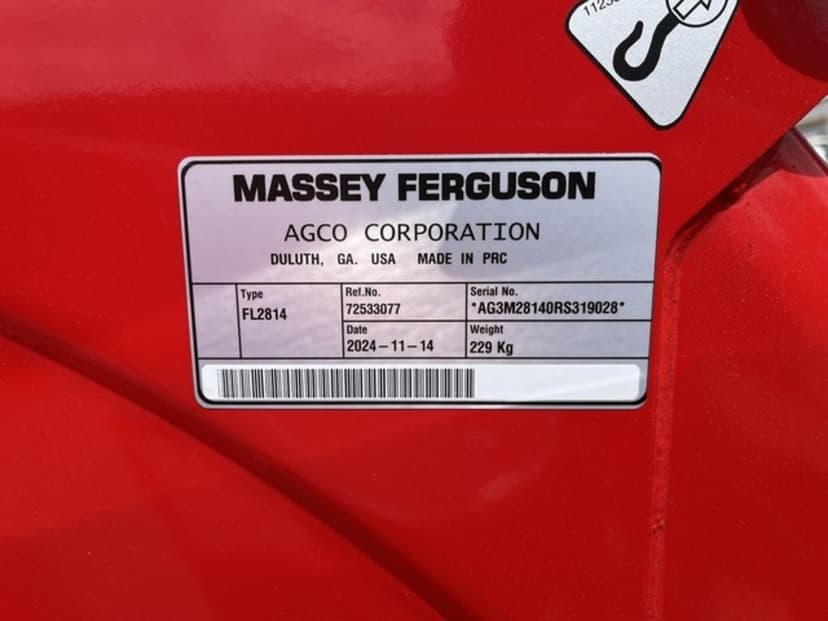 MASSEY FERGUSON
AGCO CORPORATION
DULUTH, GA. USA MADE IN PRC
Type
FL2814
Ref.No.
72533077
Serial No.
*AG3M28140RS319028*
Date
2024-11-14
Weight
229 Kg